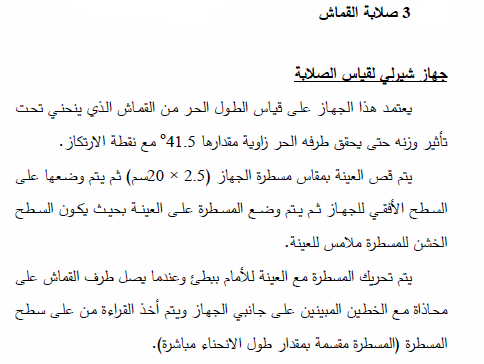 3 صلابة القماش
جهاز شيرلي لقياس الصلابة
يعتمد هذا الجهاز على قياس الطول الحر من القماش الذي ينحني تحت
تأثير وزنه حتى يحقق طرفه الحر زاوية مقدارها 41.5° مع نقطة الارتكاز.
يتم قص العينة بمقاس مسطرة الجهاز (2.5 × 20سم) ثم يتم وضعها على
السطح الأفقي للجهاز ثم يتم وضع المسطرة على العينة بحيث يكون السطح
الخشن للمسطرة ملامس للعينة.
يتم تحريك المسطرة مع العينة للأمام ببطئ وعندما يصل طرف القماش على
محاذاة مع الخطين المبينين على جانبي الجهاز ويتم أخذ القراءة من على سطح
المسطرة (المسطرة مقسمة بمقدار طول الانحناء مباشرة).